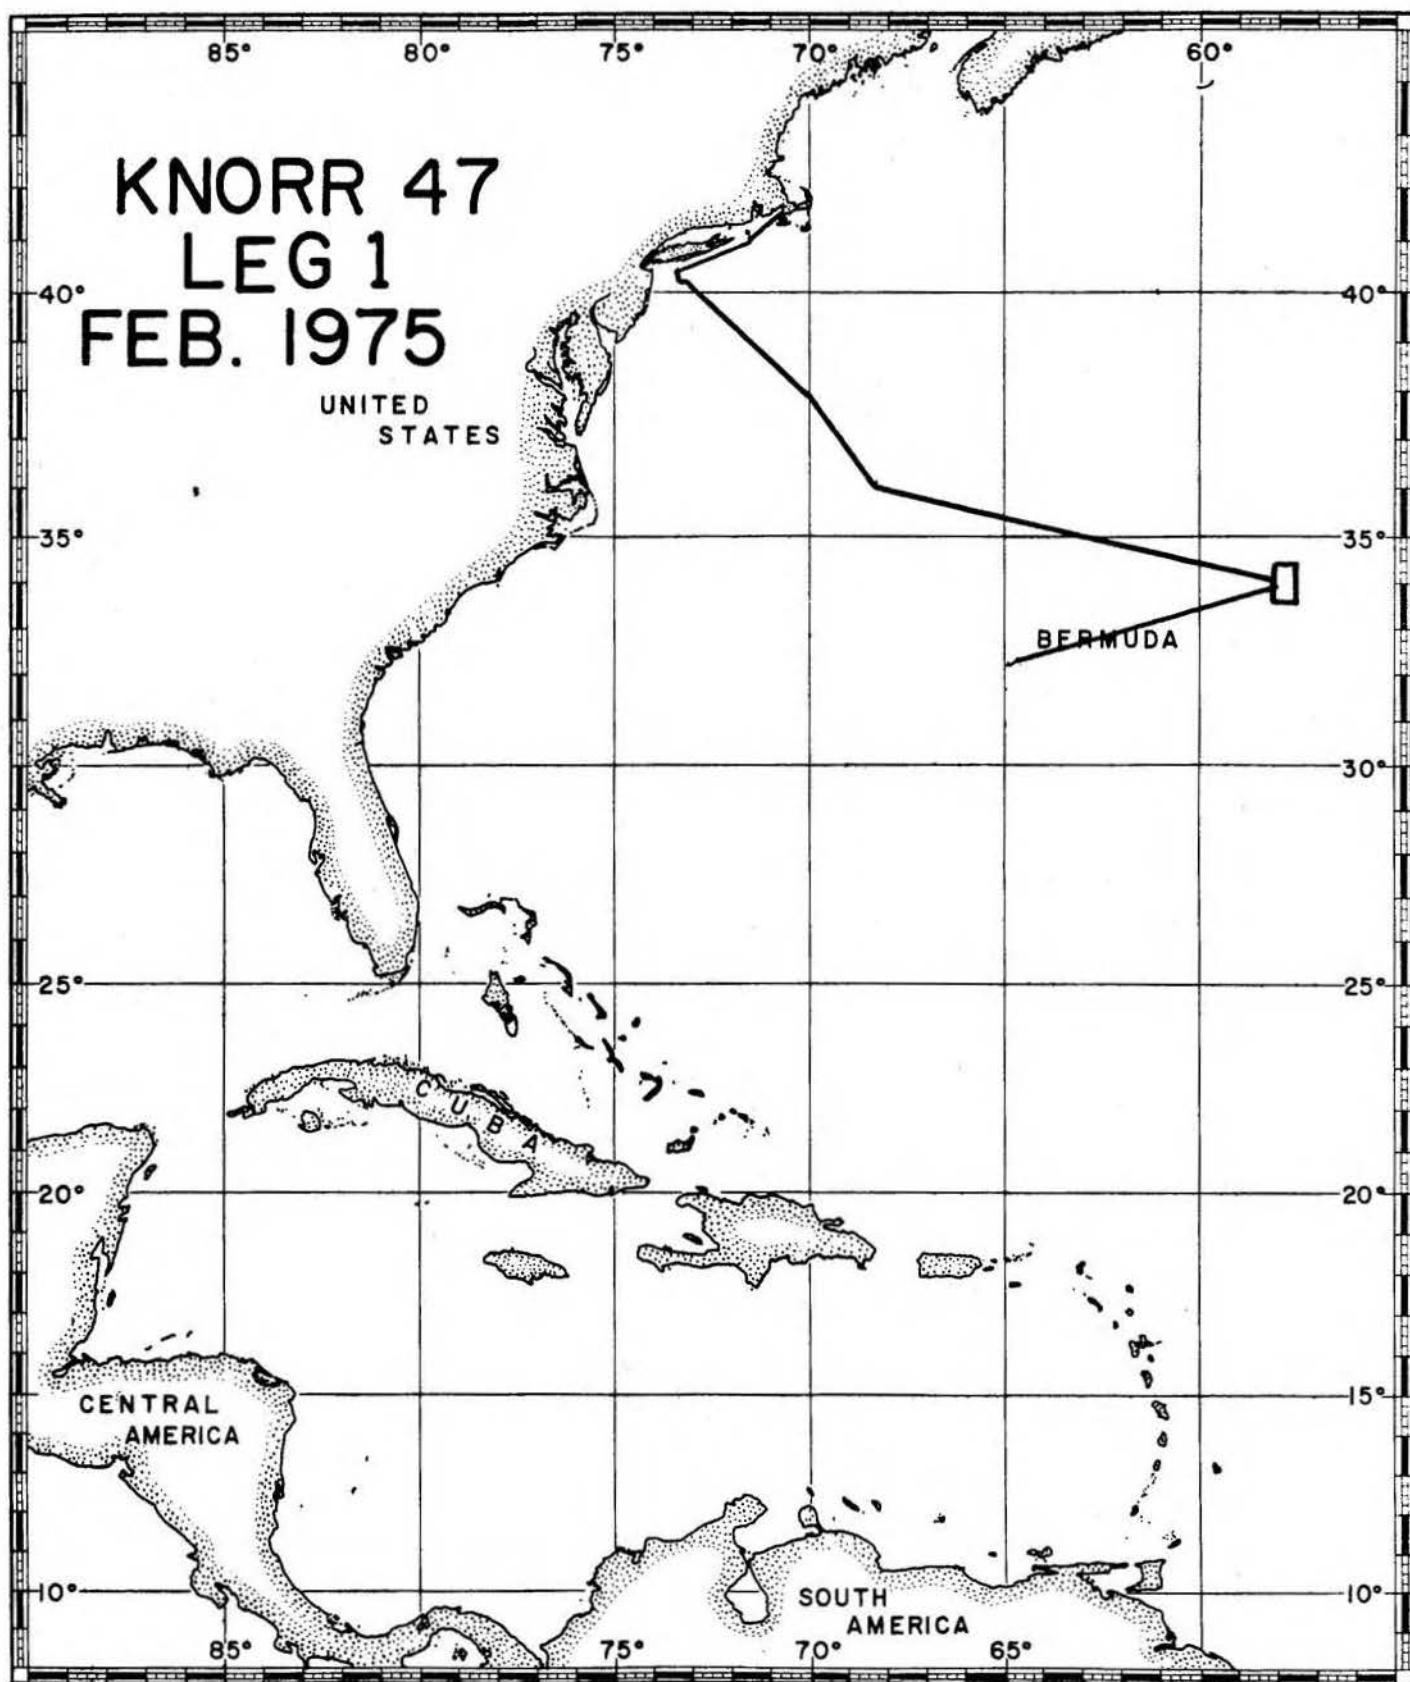 85° 80° 75° 70° 60°
KNORR 47
LEG 1
FEB. 1975
40° 40°
UNITED
STATES
35° 35°
BERMUDA
30° 30°
25° 25°
CUBA
20° 20°
15° 15°
CENTRAL
AMERICA
10° 10°
SOUTH
AMERICA
85° 75° 70° 65°